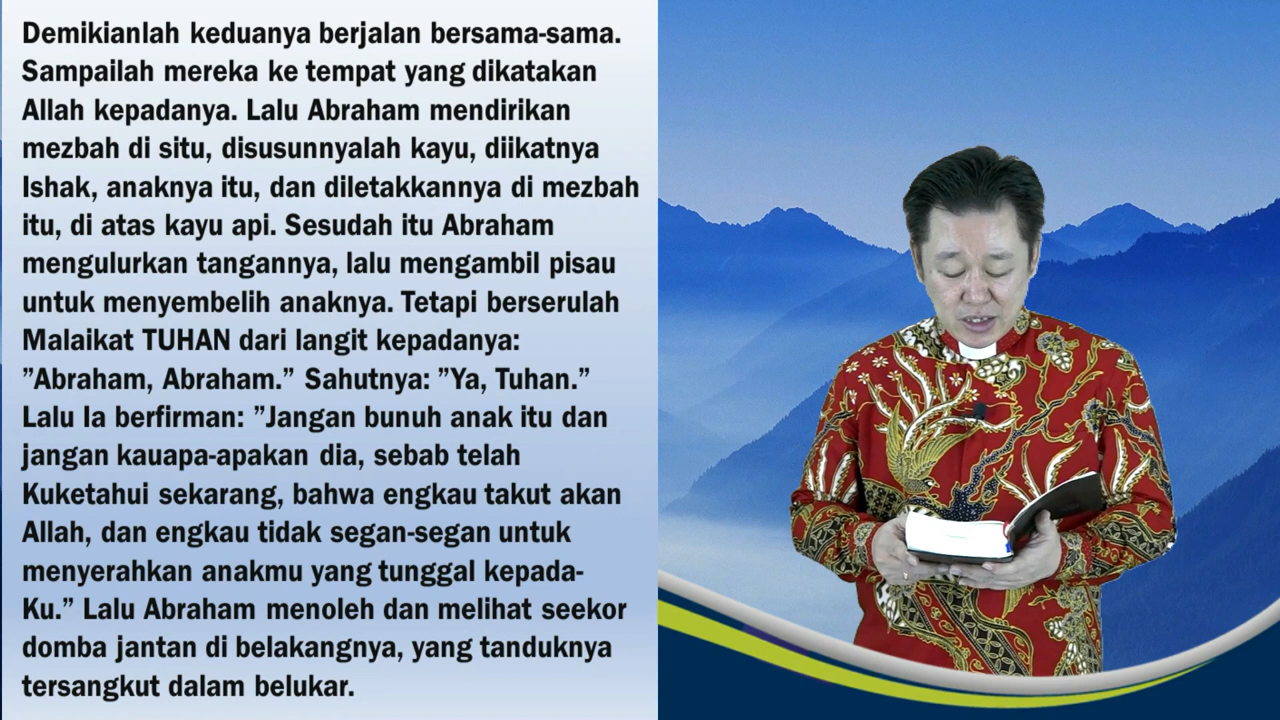 Demikianlah keduanya berjalan bersama-sama.
Sampailah mereka ke tempat yang dikatakan
Allah kepadanya. Lalu Abraham mendirikan
mezbah di situ, disusunnyalah kayu, diikatnya
Ishak, anaknya itu, dan diletakkannya di mezbah
itu, di atas kayu api. Sesudah itu Abraham
mengulurkan tangannya, lalu mengambil pisau
untuk menyembelih anaknya. Tetapi berserulah
Malaikat TUHAN dari langit kepadanya:
”Abraham, Abraham.” Sahutnya: ”Ya, Tuhan.”
Lalu Ia berfirman: ”Jangan bunuh anak itu dan
jangan kauapa-apakan dia, sebab telah
Kuketahui sekarang, bahwa engkau takut akan
Allah, dan engkau tidak segan-segan untuk
menyerahkan anakmu yang tunggal kepada-
Ku.” Lalu Abraham menoleh dan melihat seekor
domba jantan di belakangnya, yang tanduknya
tersangkut dalam belukar.